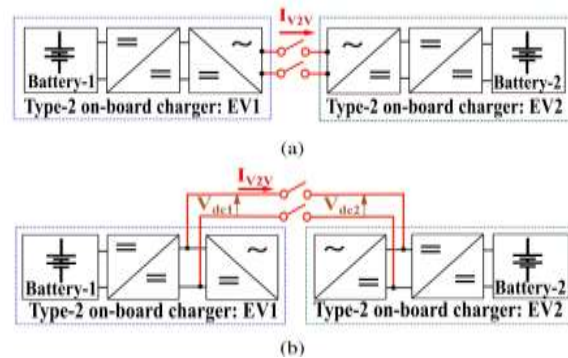 I_V2V
Battery-1
Battery-2
Type-2 on-board charger: EV1
Type-2 on-board charger: EV2
(a)
I_V2V
V_dc1
V_dc2
Battery-1
Battery-2
Type-2 on-board charger: EV1
Type-2 on-board charger: EV2
(b)